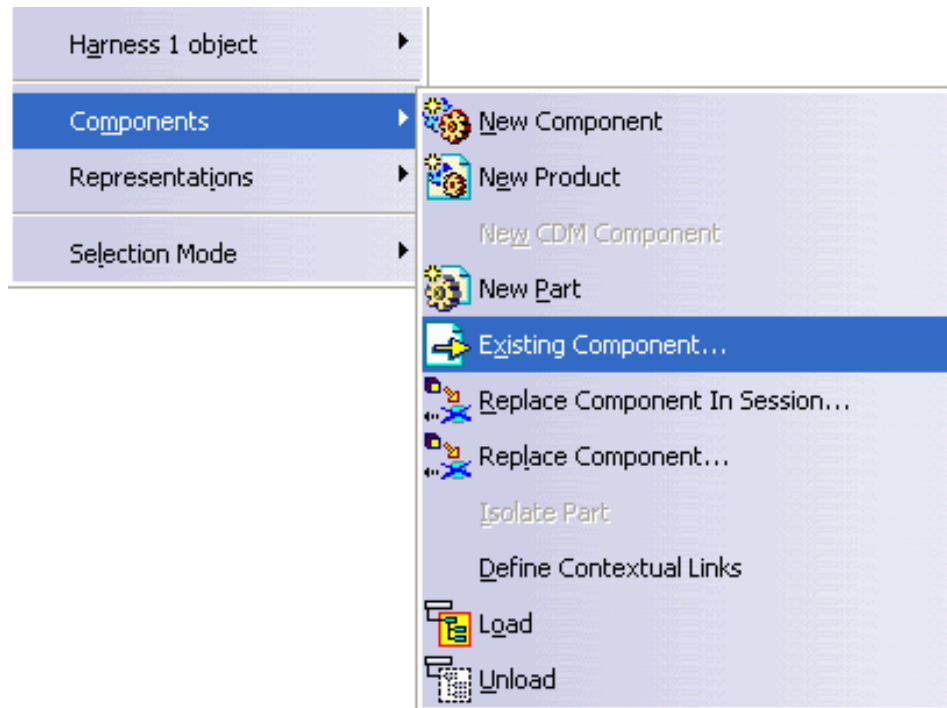 Harness 1 object
Components
Representations
Selection Mode
New Component
New Product
New CDM Component
New Part
Existing Component...
Replace Component In Session...
Replace Component...
Isolate Part
Define Contextual Links
Load
Unload